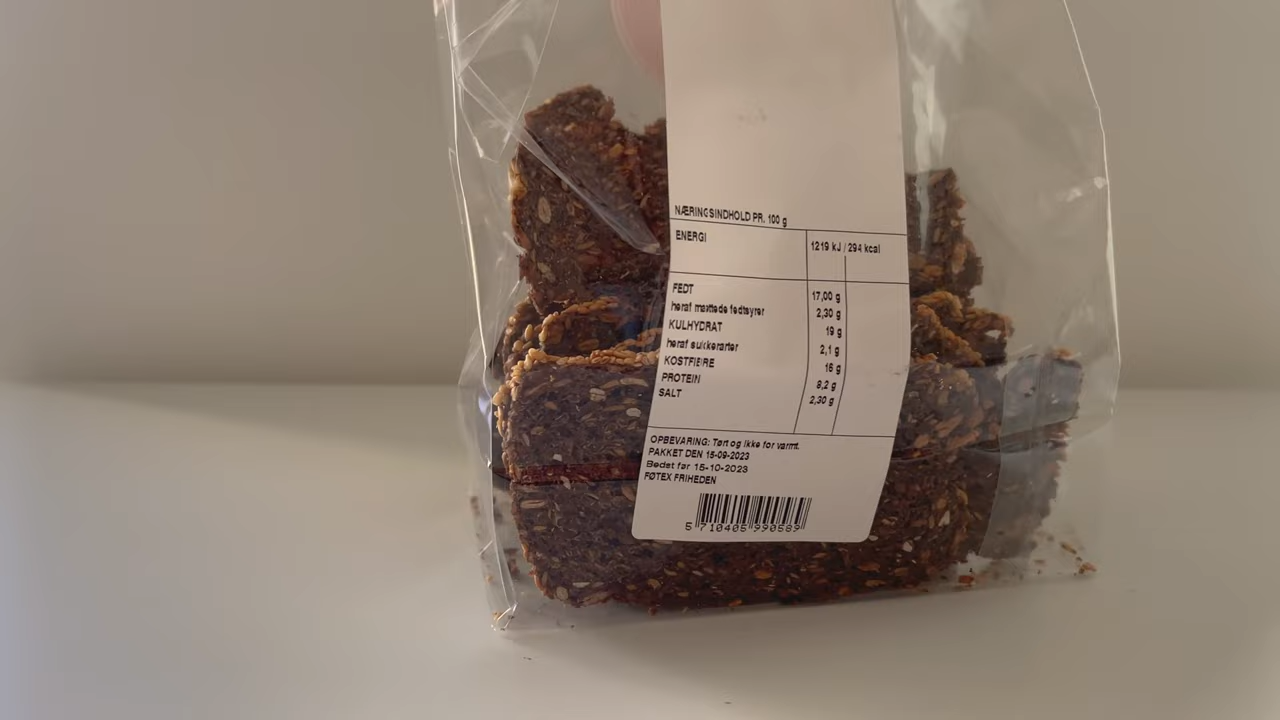 NÆRINGSINDHOLD PR. 100 g
ENERGI 1219 kJ / 294 kcal
FEDT 17,00 g
heraf mættede fedtsyrer 2,30 g
KULHYDRAT 19 g
heraf sukkerarter 2,1 g
KOSTFIBRE 16 g
PROTEIN 8,2 g
SALT 2,30 g
OPBEVARING: Tørt og ikke for varmt.
PAKKET DEN 15-09-2023
Bedst før 15-10-2023
FØTEX FRIHEDEN
5 710405 990589